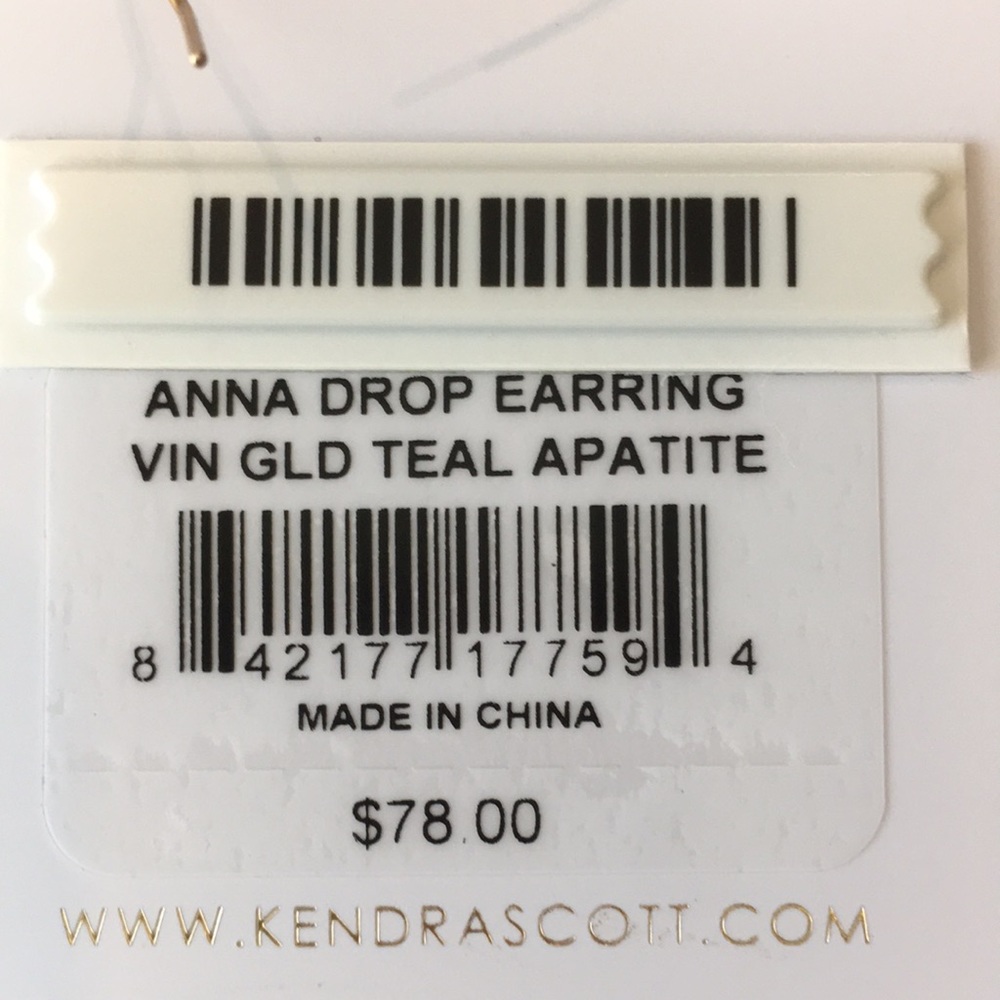 ANNA DROP EARRING
VIN GLD TEAL APATITE
8 42177 17759 4
MADE IN CHINA
$78.00
WWW.KENDRASCOTT.COM